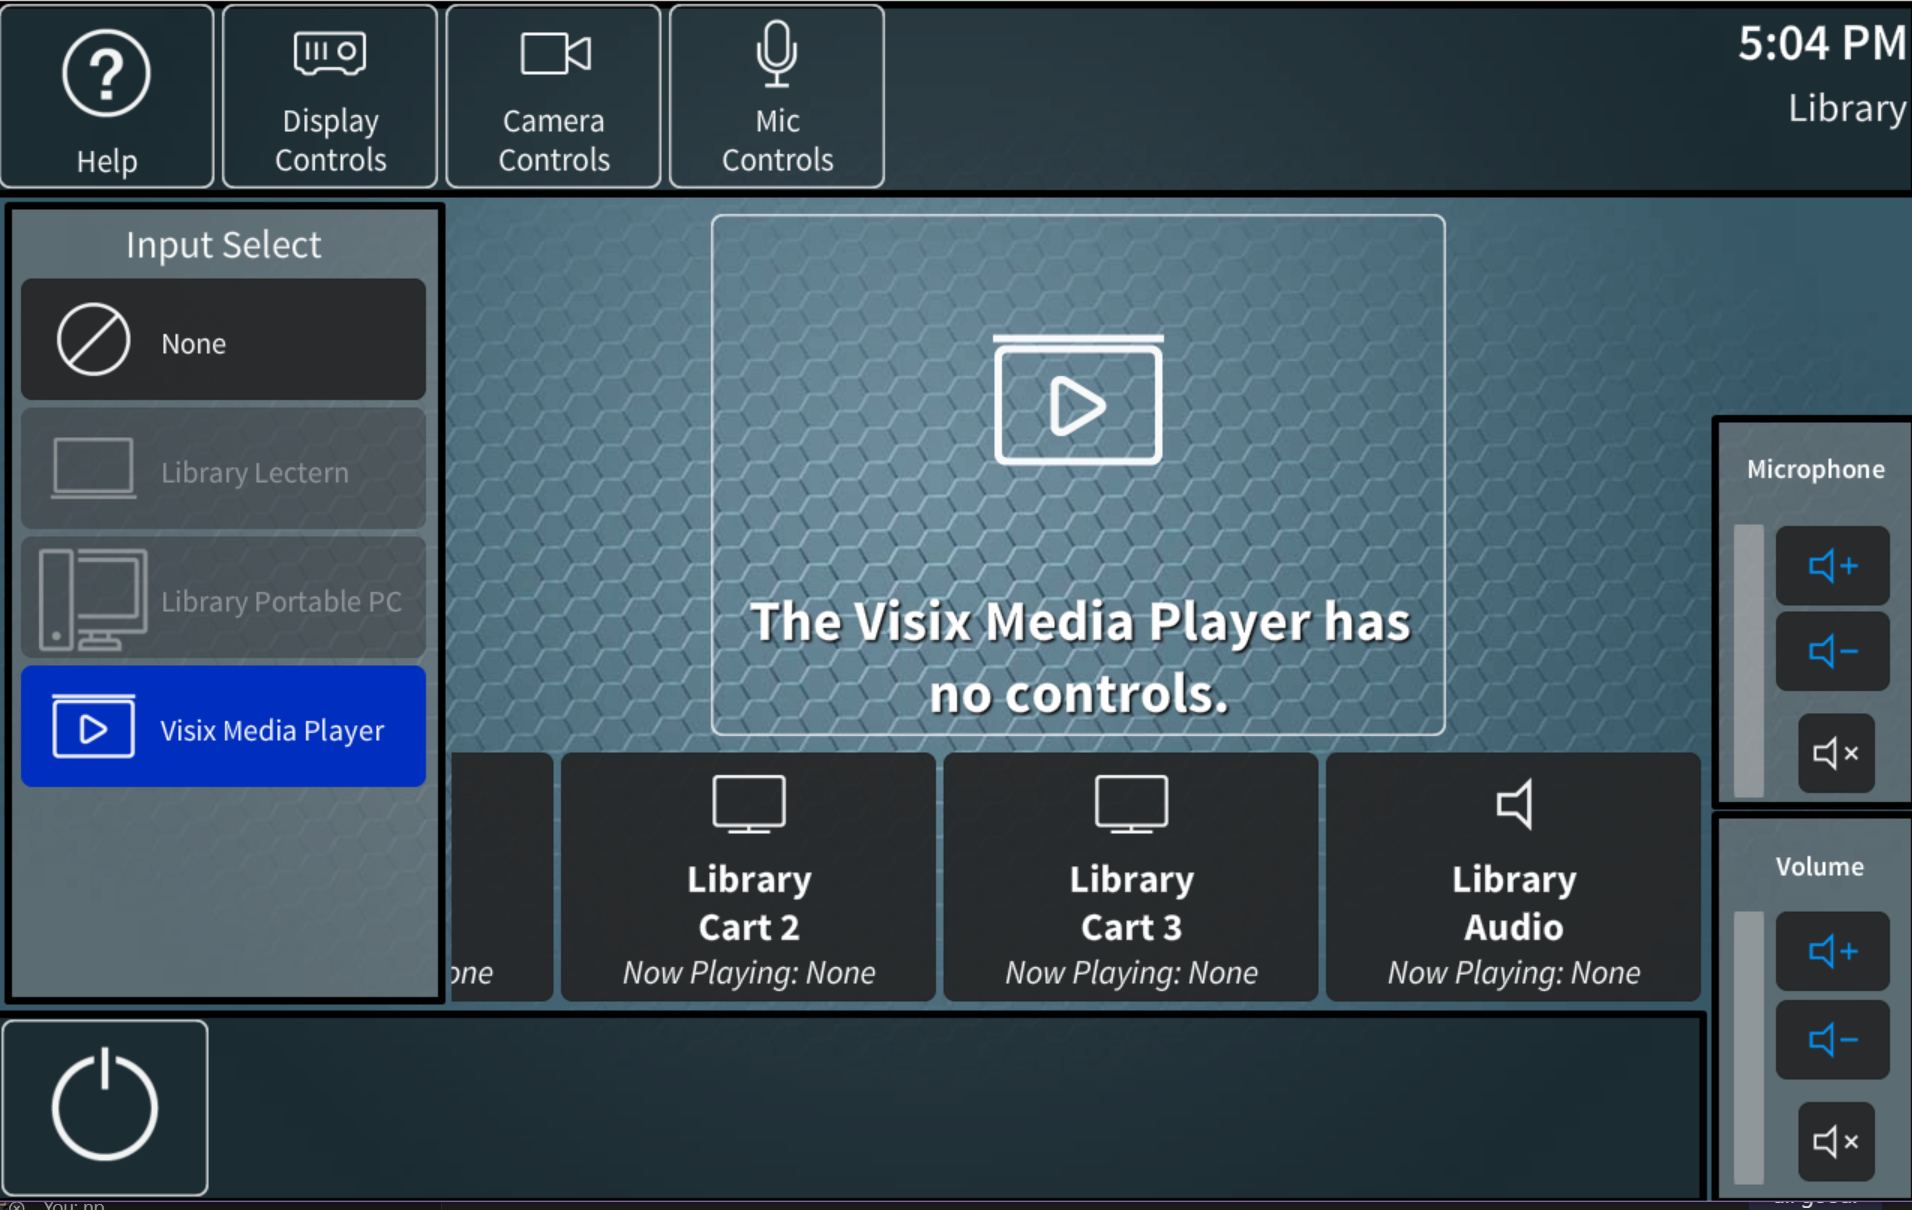 Help
Display
Controls
Camera
Controls
Mic
Controls
5:04 PM
Library
Input Select
None
Library Lectern
Library Portable PC
Visix Media Player
The Visix Media Player has
no controls.
one
Library
Cart 2
Now Playing: None
Library
Cart 3
Now Playing: None
Library
Audio
Now Playing: None
Microphone
Volume
You: np